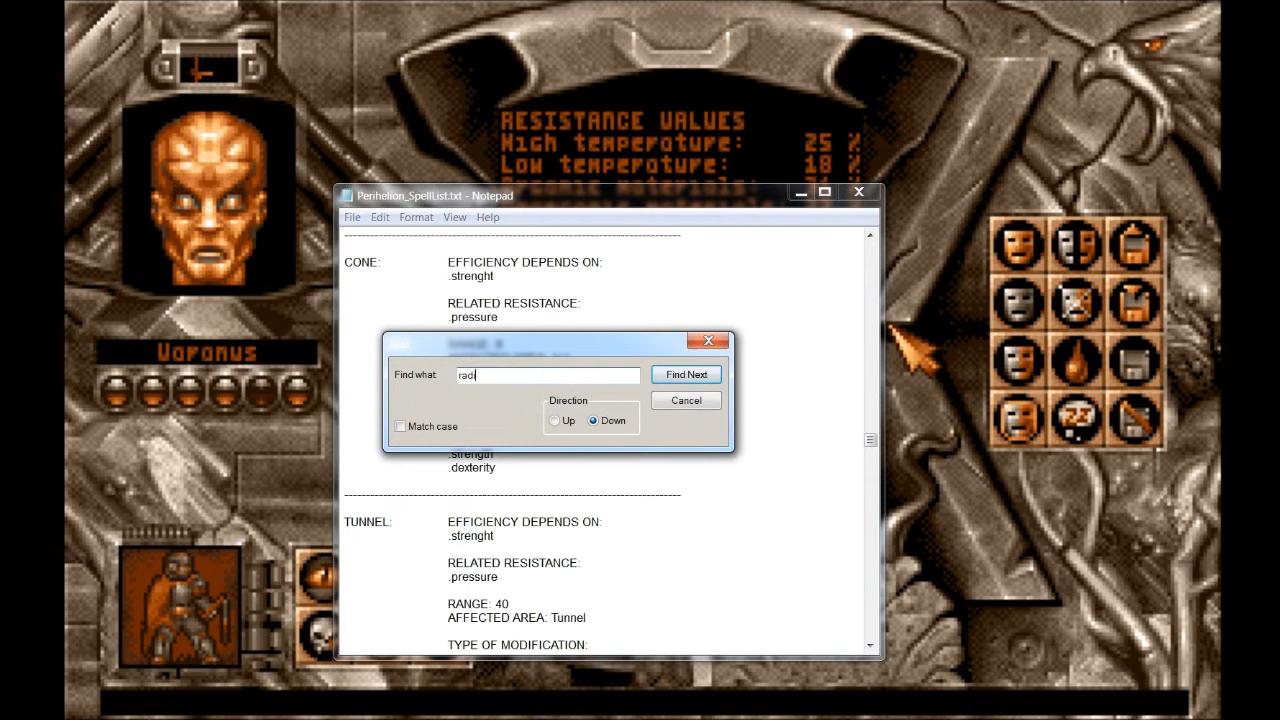 RESISTANCE VALUES
High temperature: 25 %
Low temperature: 18 %
Perihelion_SpellList.txt - Notepad
File Edit Format View Help
--------------------------------------------------------------------------------
CONE: EFFICIENCY DEPENDS ON:
.strenght
RELATED RESISTANCE:
.pressure
Find what: radi
Find Next
Direction
Cancel
Up Down
Match case
.strength
.dexterity
--------------------------------------------------------------------------------
TUNNEL: EFFICIENCY DEPENDS ON:
.strenght
RELATED RESISTANCE:
.pressure
RANGE: 40
AFFECTED AREA: Tunnel
TYPE OF MODIFICATION:
Varanus